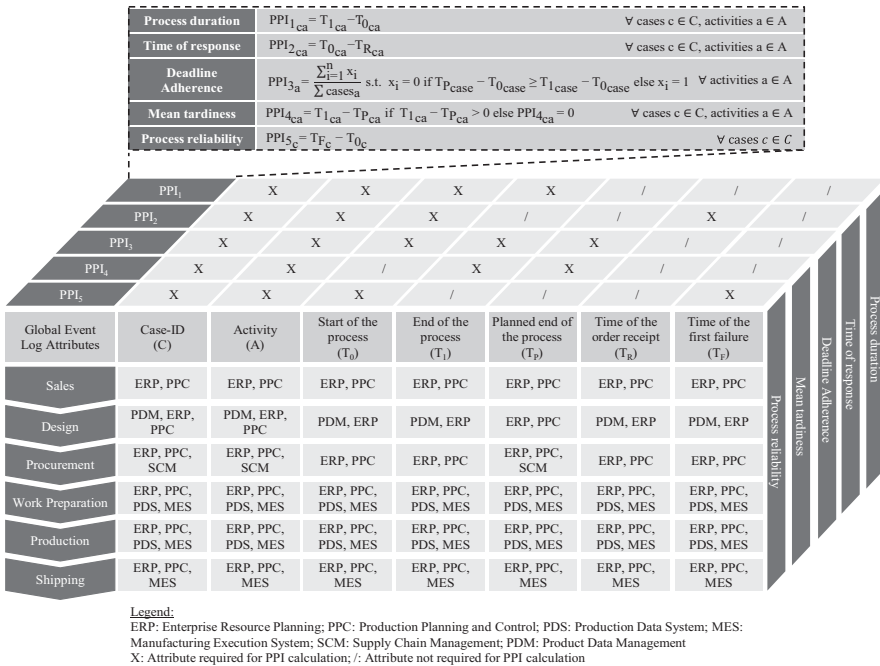 Process duration PPI1ca = T1ca − T0ca ∀ cases c ∈ C, activities a ∈ A
Time of response PPI2ca = T0ca − TRca ∀ cases c ∈ C, activities a ∈ A
Deadline Adherence PPI3a = ∑ni=1 xi / ∑ casesa s.t. xi = 0 if TPcase − T0case ≥ T1case − T0case else xi = 1 ∀ activities a ∈ A
Mean tardiness PPI4ca = T1ca − TPca if T1ca − TPca > 0 else PPI4ca = 0 ∀ cases c ∈ C, activities a ∈ A
Process reliability PPI5c = TFc − T0c ∀ cases c ∈ C
PPI1 X X X X / / /
PPI2 X X X / / X /
PPI3 X X X X X / /
PPI4 X X / X X / /
PPI5 X X X / / / X
Global Event Log Attributes Case-ID (C) Activity (A) Start of the process (T0) End of the process (T1) Planned end of the process (TP) Time of the order receipt (TR) Time of the first failure (TF)
Sales ERP, PPC ERP, PPC ERP, PPC ERP, PPC ERP, PPC ERP, PPC ERP, PPC
Design PDM, ERP, PPC PDM, ERP, PPC PDM, ERP PDM, ERP ERP, PPC PDM, ERP PDM, ERP
Procurement ERP, PPC, SCM ERP, PPC, SCM ERP, PPC ERP, PPC ERP, PPC, SCM ERP, PPC ERP, PPC
Work Preparation ERP, PPC, PDS, MES ERP, PPC, PDS, MES ERP, PPC, PDS, MES ERP, PPC, PDS, MES ERP, PPC, PDS, MES ERP, PPC, PDS, MES ERP, PPC, PDS, MES
Production ERP, PPC, PDS, MES ERP, PPC, PDS, MES ERP, PPC, PDS, MES ERP, PPC, PDS, MES ERP, PPC, PDS, MES ERP, PPC, PDS, MES ERP, PPC, PDS, MES
Shipping ERP, PPC, MES ERP, PPC, MES ERP, PPC, MES ERP, PPC, MES ERP, PPC, MES ERP, PPC, MES ERP, PPC, MES
Process reliability
Mean tardiness
Deadline Adherence
Time of response
Process duration
Legend:
ERP: Enterprise Resource Planning; PPC: Production Planning and Control; PDS: Production Data System; MES:
Manufacturing Execution System; SCM: Supply Chain Management; PDM: Product Data Management
X: Attribute required for PPI calculation; /: Attribute not required for PPI calculation